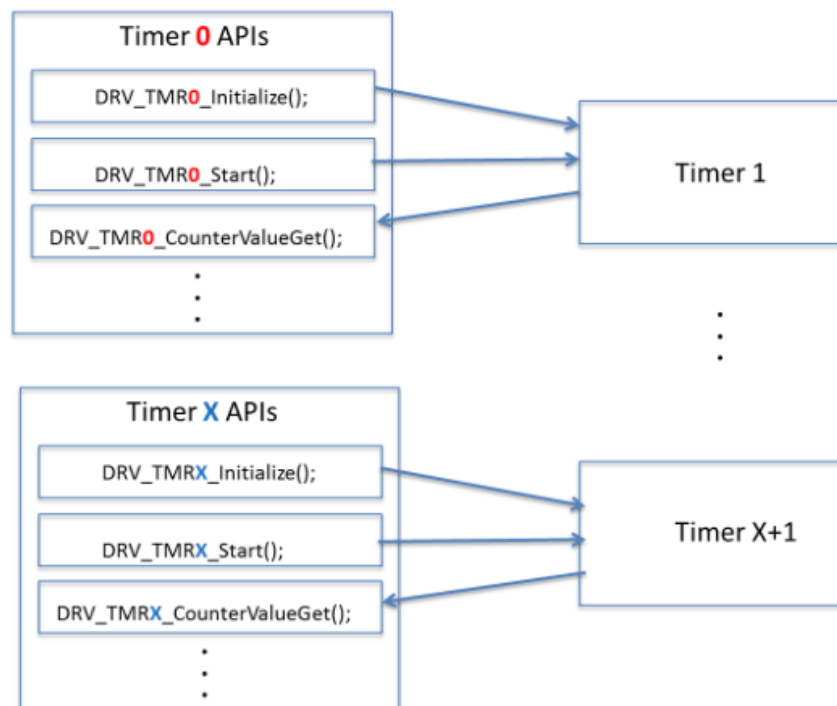 Timer 0 APIs
DRV_TMR0_Initialize();
DRV_TMR0_Start();
DRV_TMR0_CounterValueGet();
Timer 1
Timer X APIs
DRV_TMRX_Initialize();
DRV_TMRX_Start();
DRV_TMRX_CounterValueGet();
Timer X+1